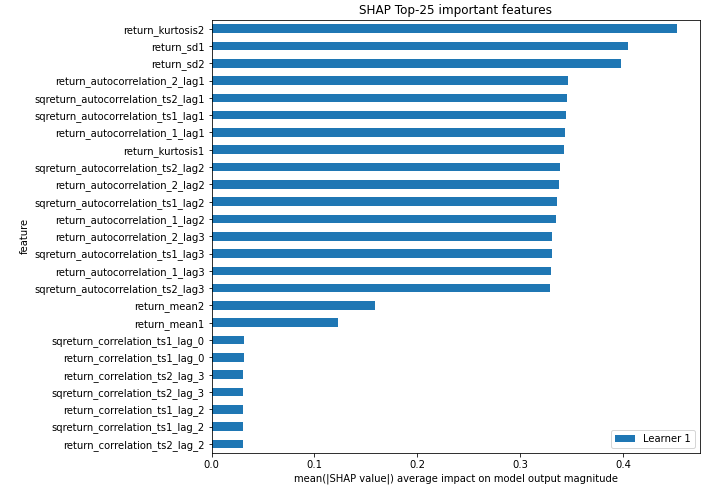 SHAP Top-25 important features
return_kurtosis2
return_sd1
return_sd2
return_autocorrelation_2_lag1
sqreturn_autocorrelation_ts2_lag1
sqreturn_autocorrelation_ts1_lag1
return_autocorrelation_1_lag1
return_kurtosis1
sqreturn_autocorrelation_ts2_lag2
return_autocorrelation_2_lag2
sqreturn_autocorrelation_ts1_lag2
return_autocorrelation_1_lag2
return_autocorrelation_2_lag3
sqreturn_autocorrelation_ts1_lag3
return_autocorrelation_1_lag3
sqreturn_autocorrelation_ts2_lag3
return_mean2
return_mean1
sqreturn_correlation_ts1_lag_0
return_correlation_ts1_lag_0
return_correlation_ts2_lag_3
sqreturn_correlation_ts2_lag_3
return_correlation_ts1_lag_2
sqreturn_correlation_ts1_lag_2
return_correlation_ts2_lag_2
feature
Learner 1
0.0 0.1 0.2 0.3 0.4
mean(|SHAP value|) average impact on model output magnitude